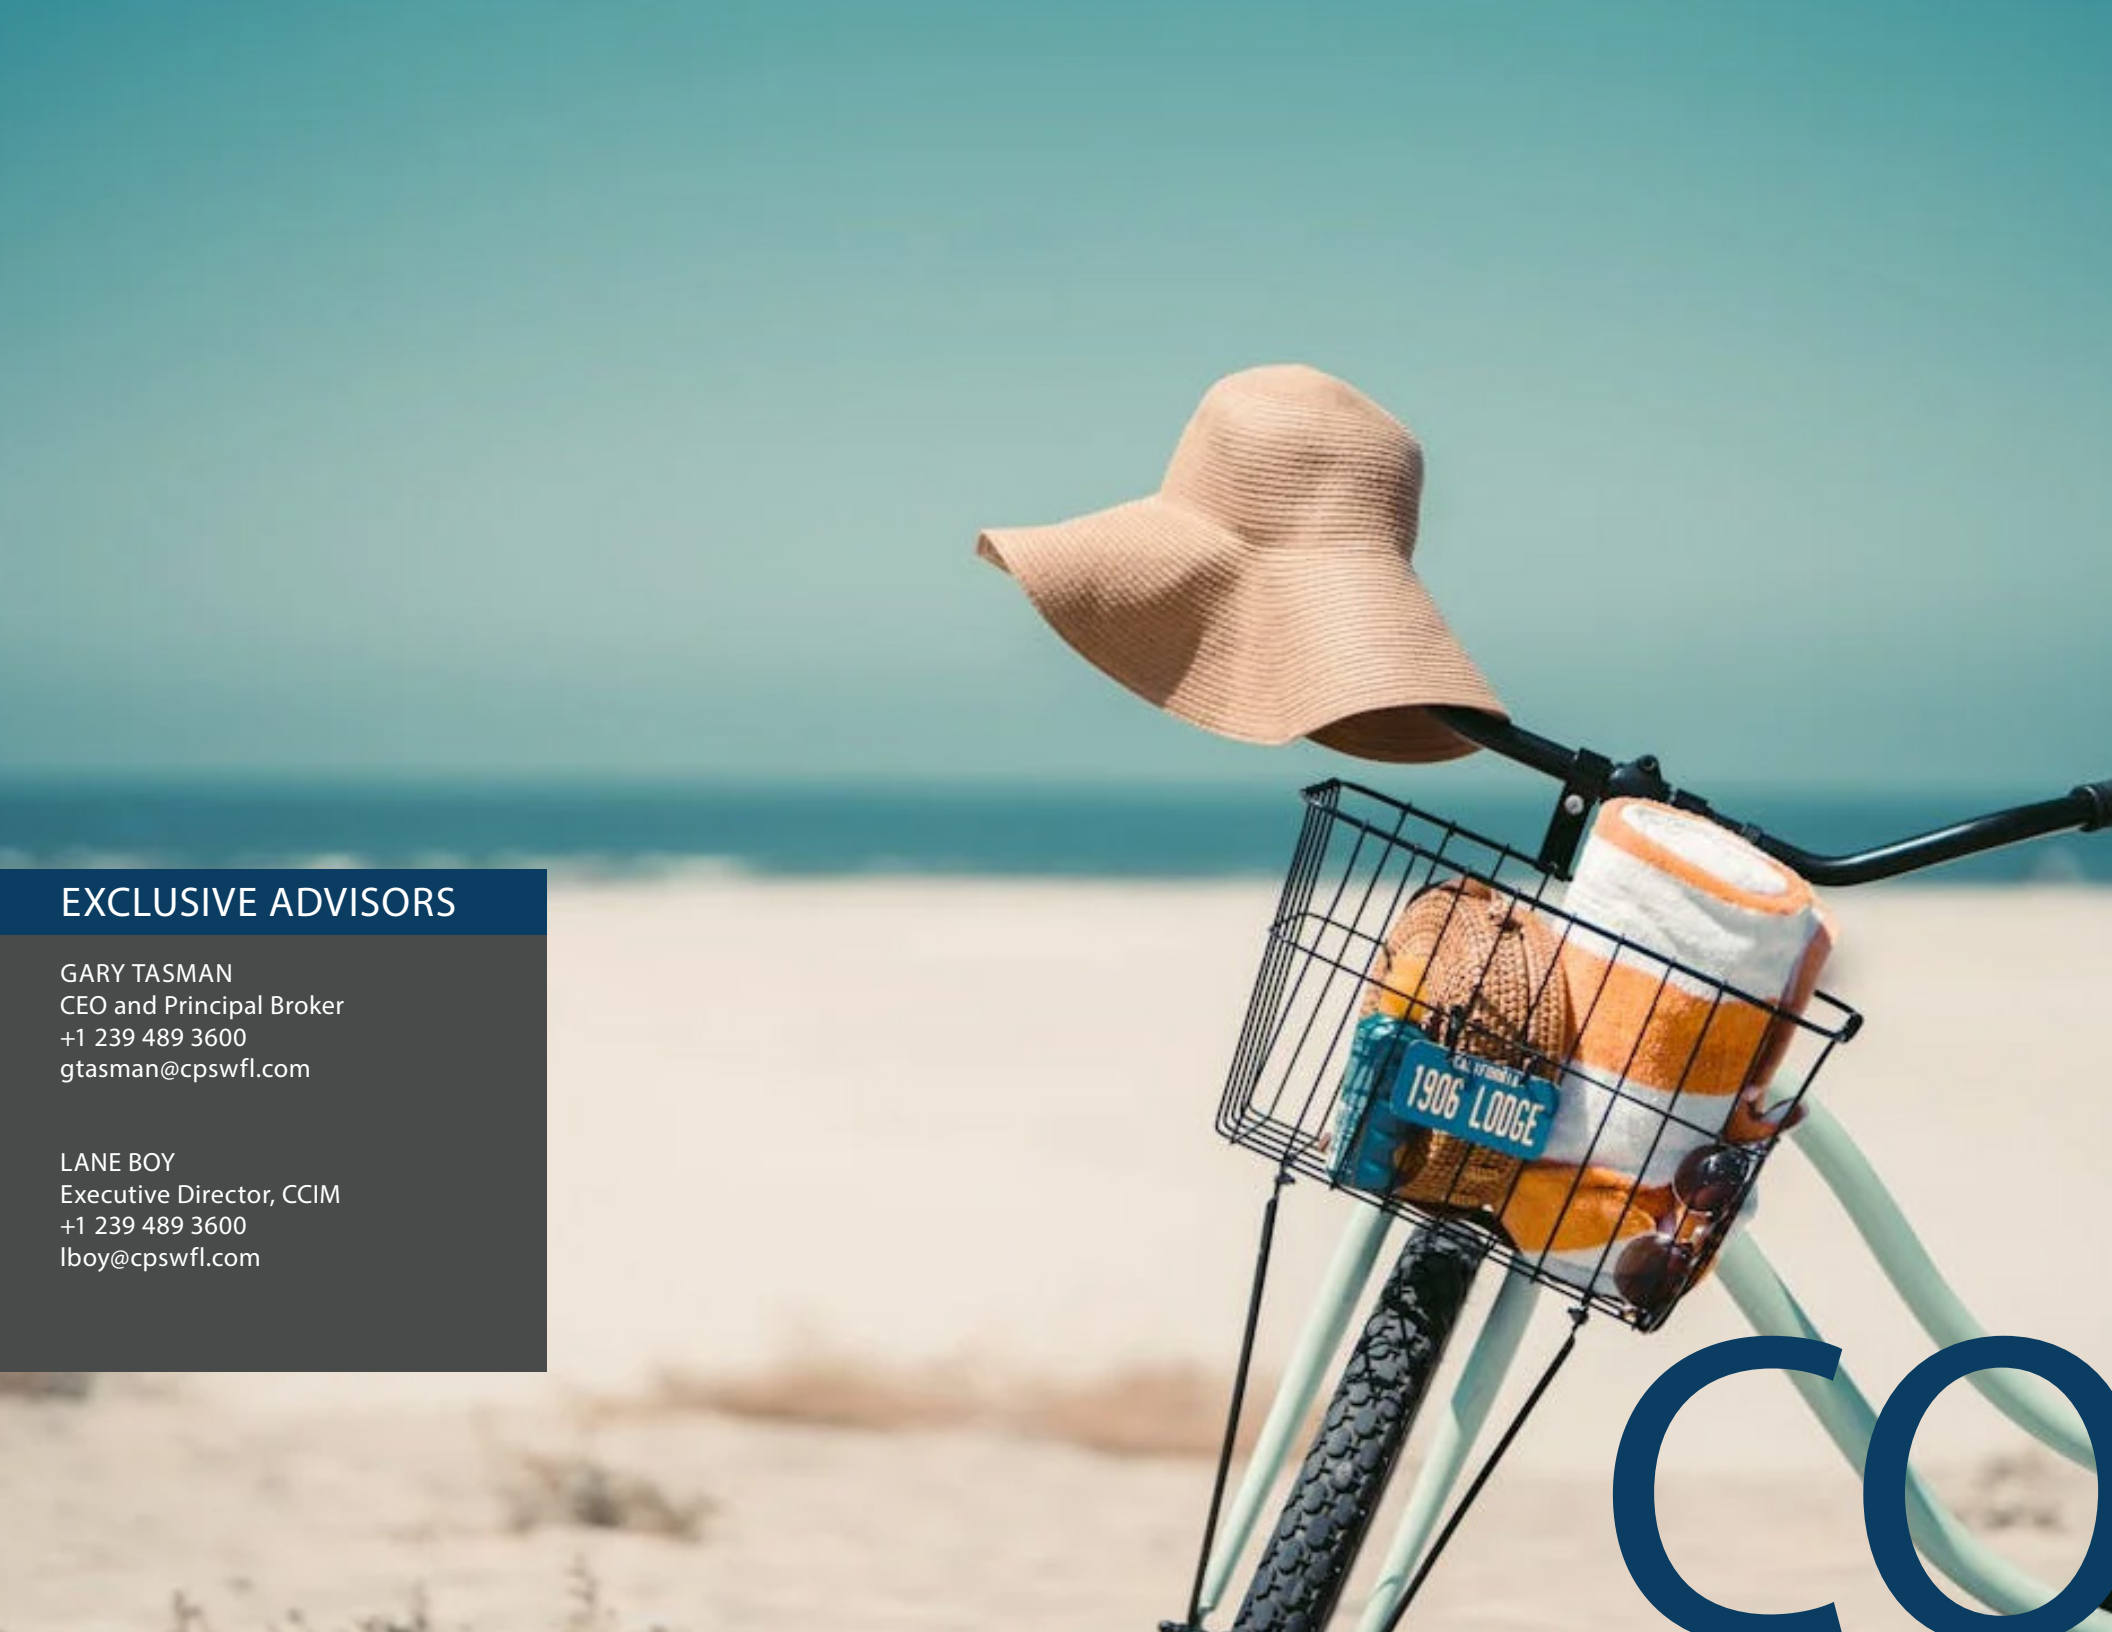 EXCLUSIVE ADVISORS
GARY TASMAN
CEO and Principal Broker
+1 239 489 3600
gtasman@cpswfl.com
LANE BOY
Executive Director, CCIM
+1 239 489 3600
lboy@cpswfl.com
CALIFORNIA
1906 LODGE
CO